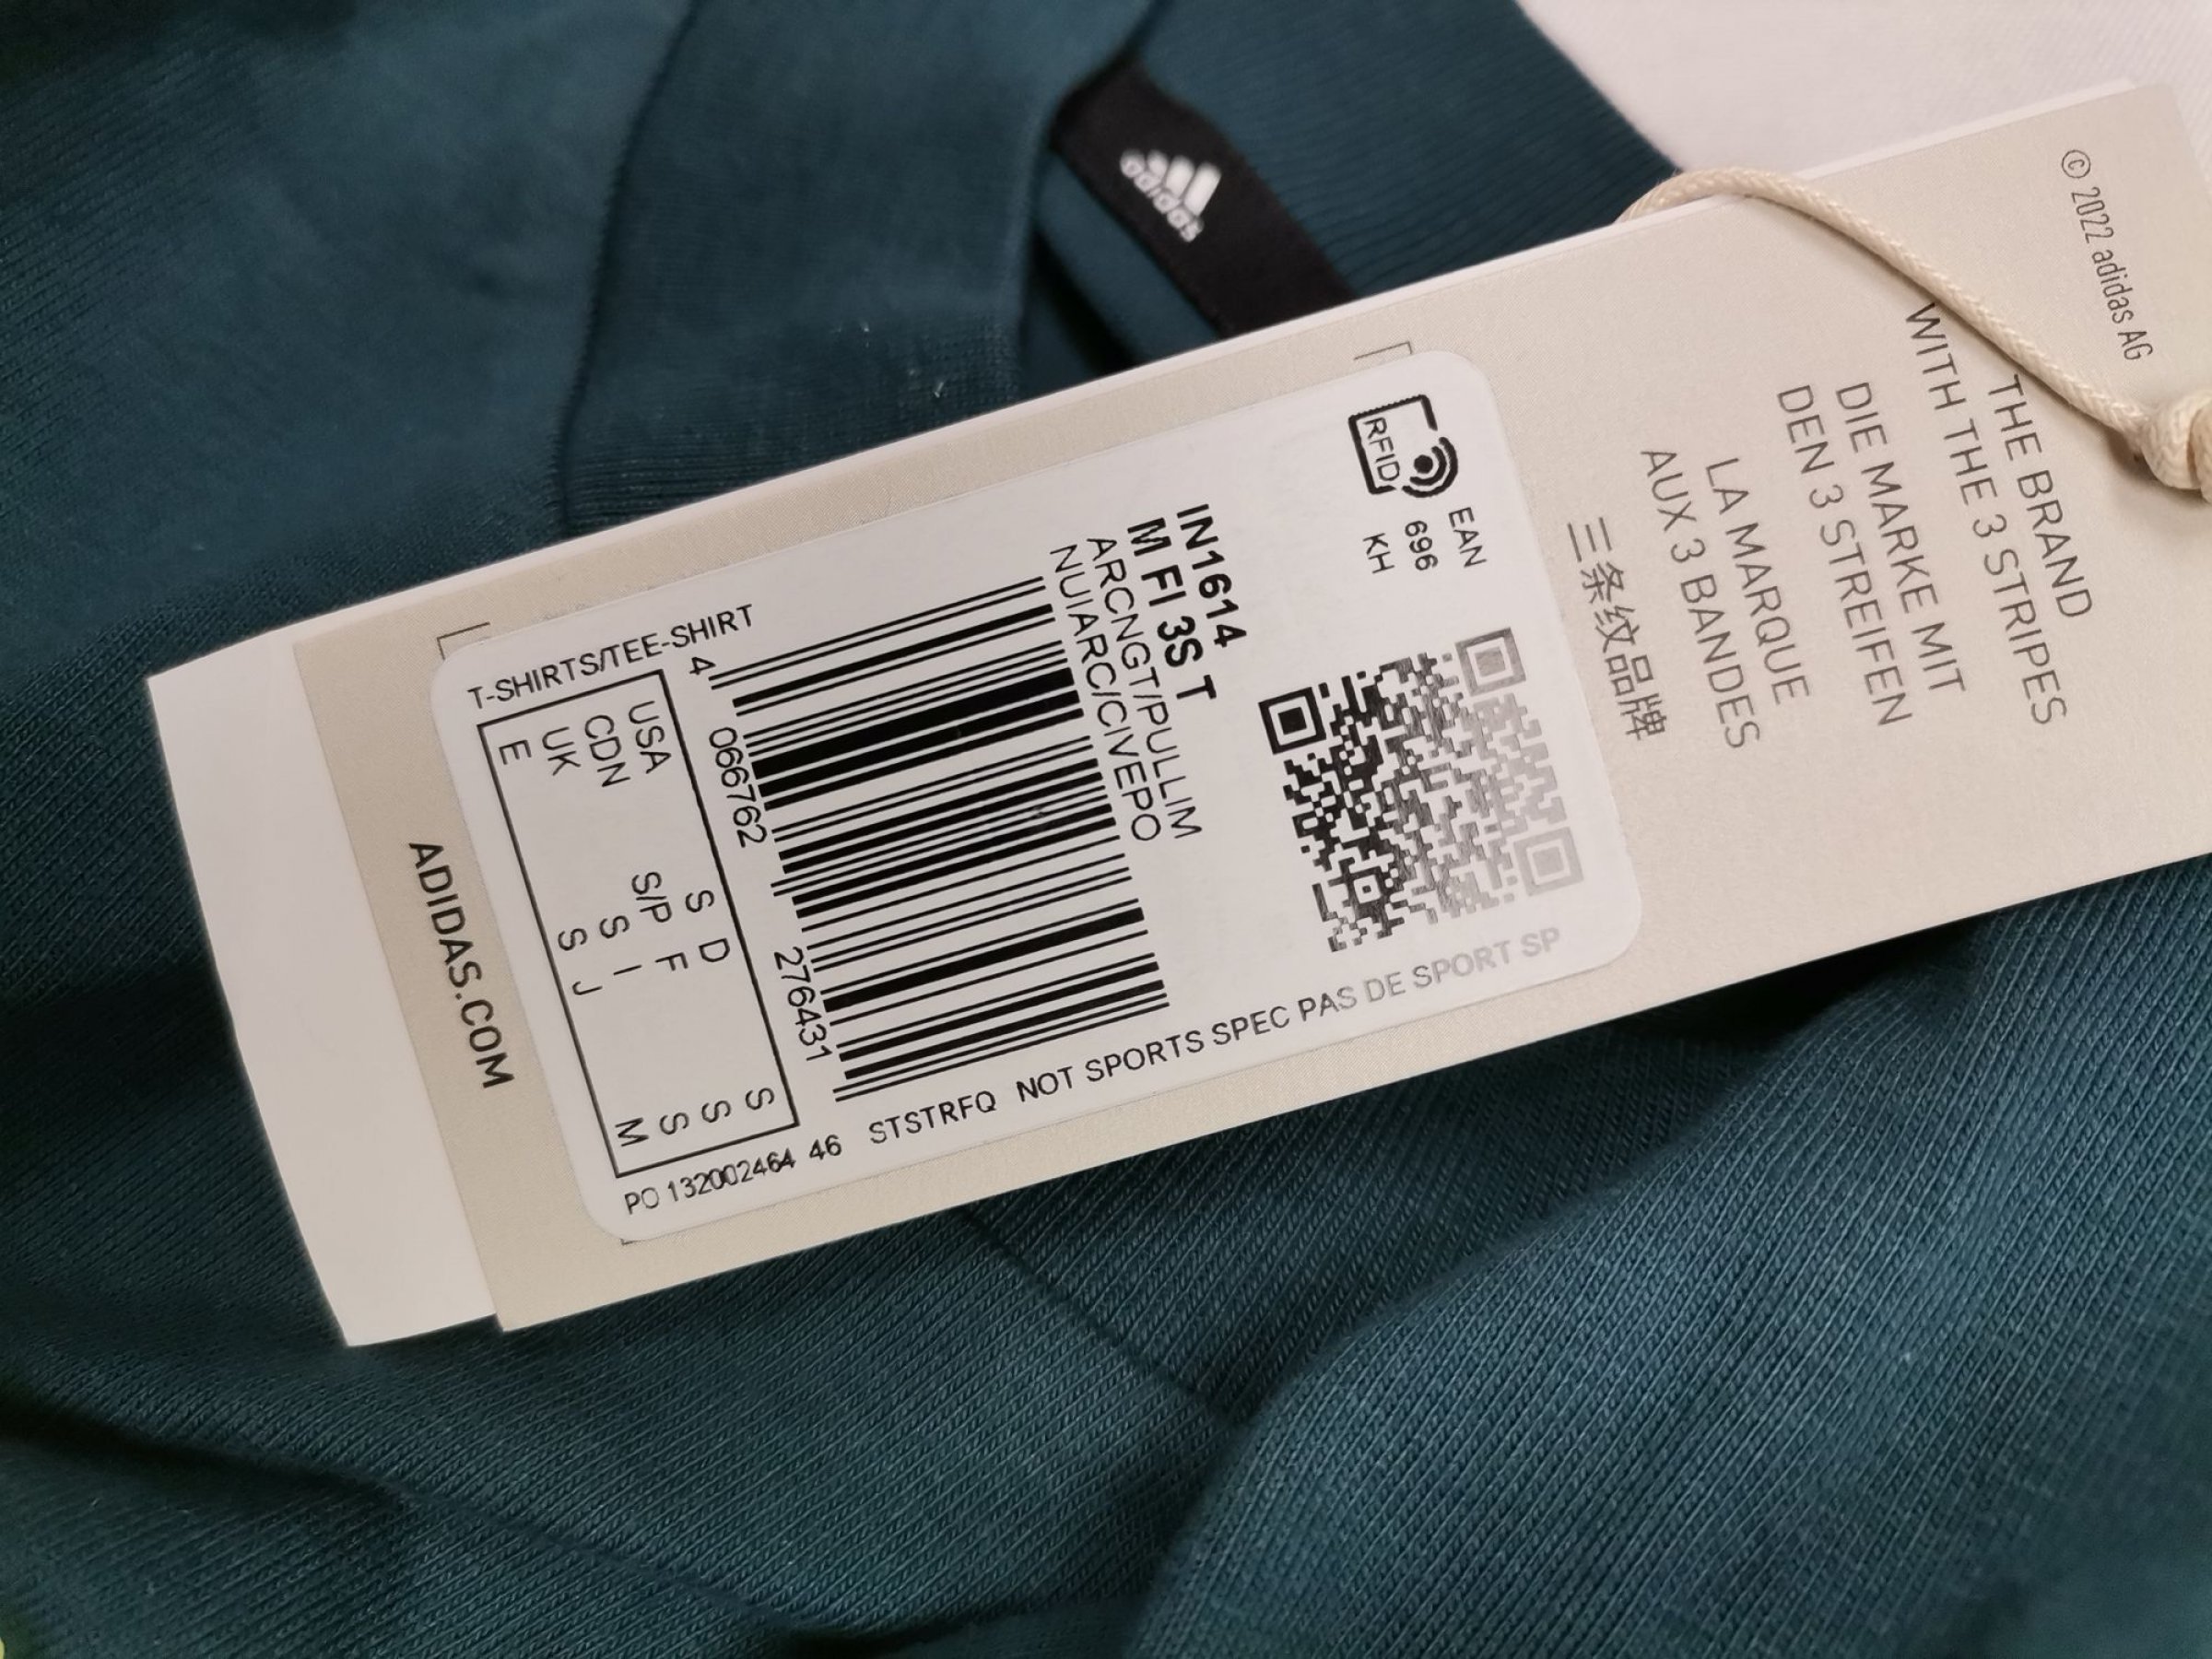 adidas
© 2022 adidas AG
THE BRAND
WITH THE 3 STRIPES
DIE MARKE MIT
DEN 3 STREIFEN
LA MARQUE
AUX 3 BANDES
三条纹品牌
RFID
EAN
696
KH
IN1614
M FI 3S T
ARCNGT/PULLIM
NUIARC/CIVEPO
4 066762 276431
T-SHIRTS/TEE-SHIRT
USA S D S
CDN S/P F S
UK S I S
E S J M
PO 132002464 46 STSTRFQ NOT SPORTS SPEC PAS DE SPORT SP
ADIDAS.COM